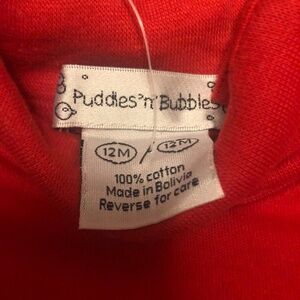 Puddles 'n' Bubbles
12M / 12M
100% cotton
Made in Bolivia
Reverse for care